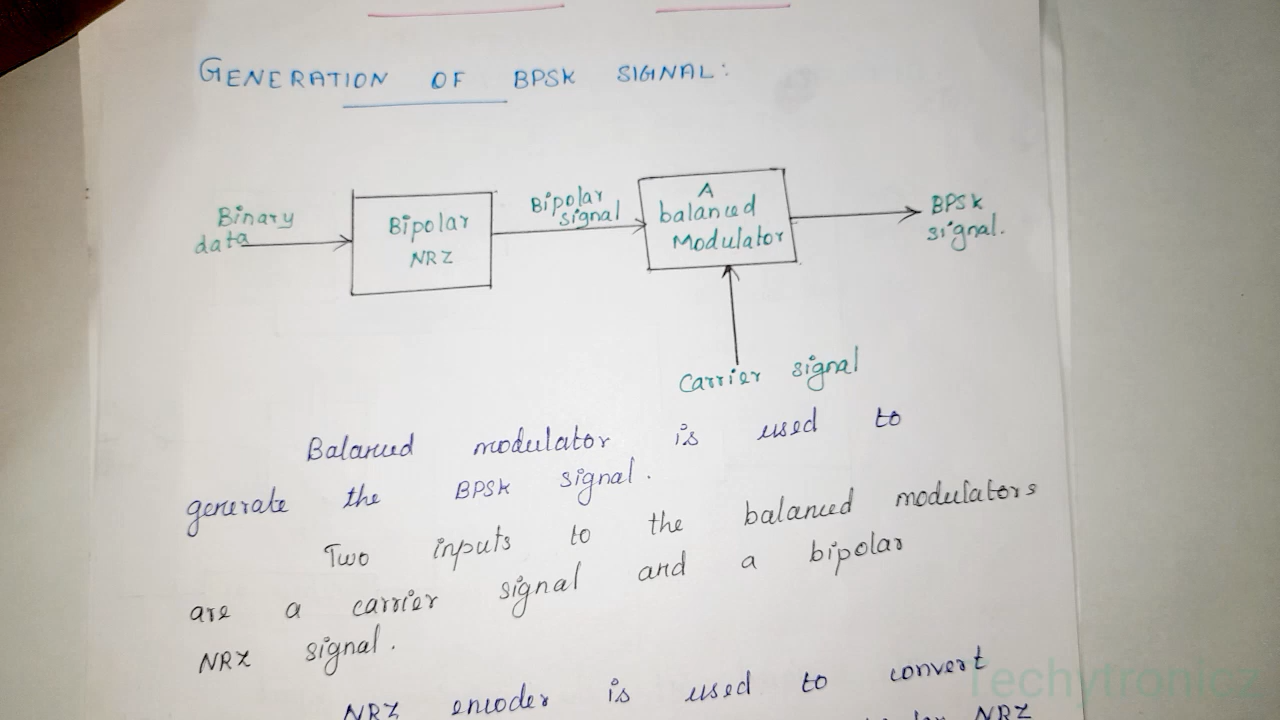 GENERATION OF BPSK SIGNAL:
Binary
data
Bipolar
NRZ
Bipolar
signal
A
balanced
Modulator
BPSK
signal.
Carrier signal
Balanced modulator is used to
generate the BPSK signal.
Two inputs to the balanced modulators
are a carrier signal and a bipolar
NRZ signal.
NRZ encoder is used to convert
NRZ
Techytronicz